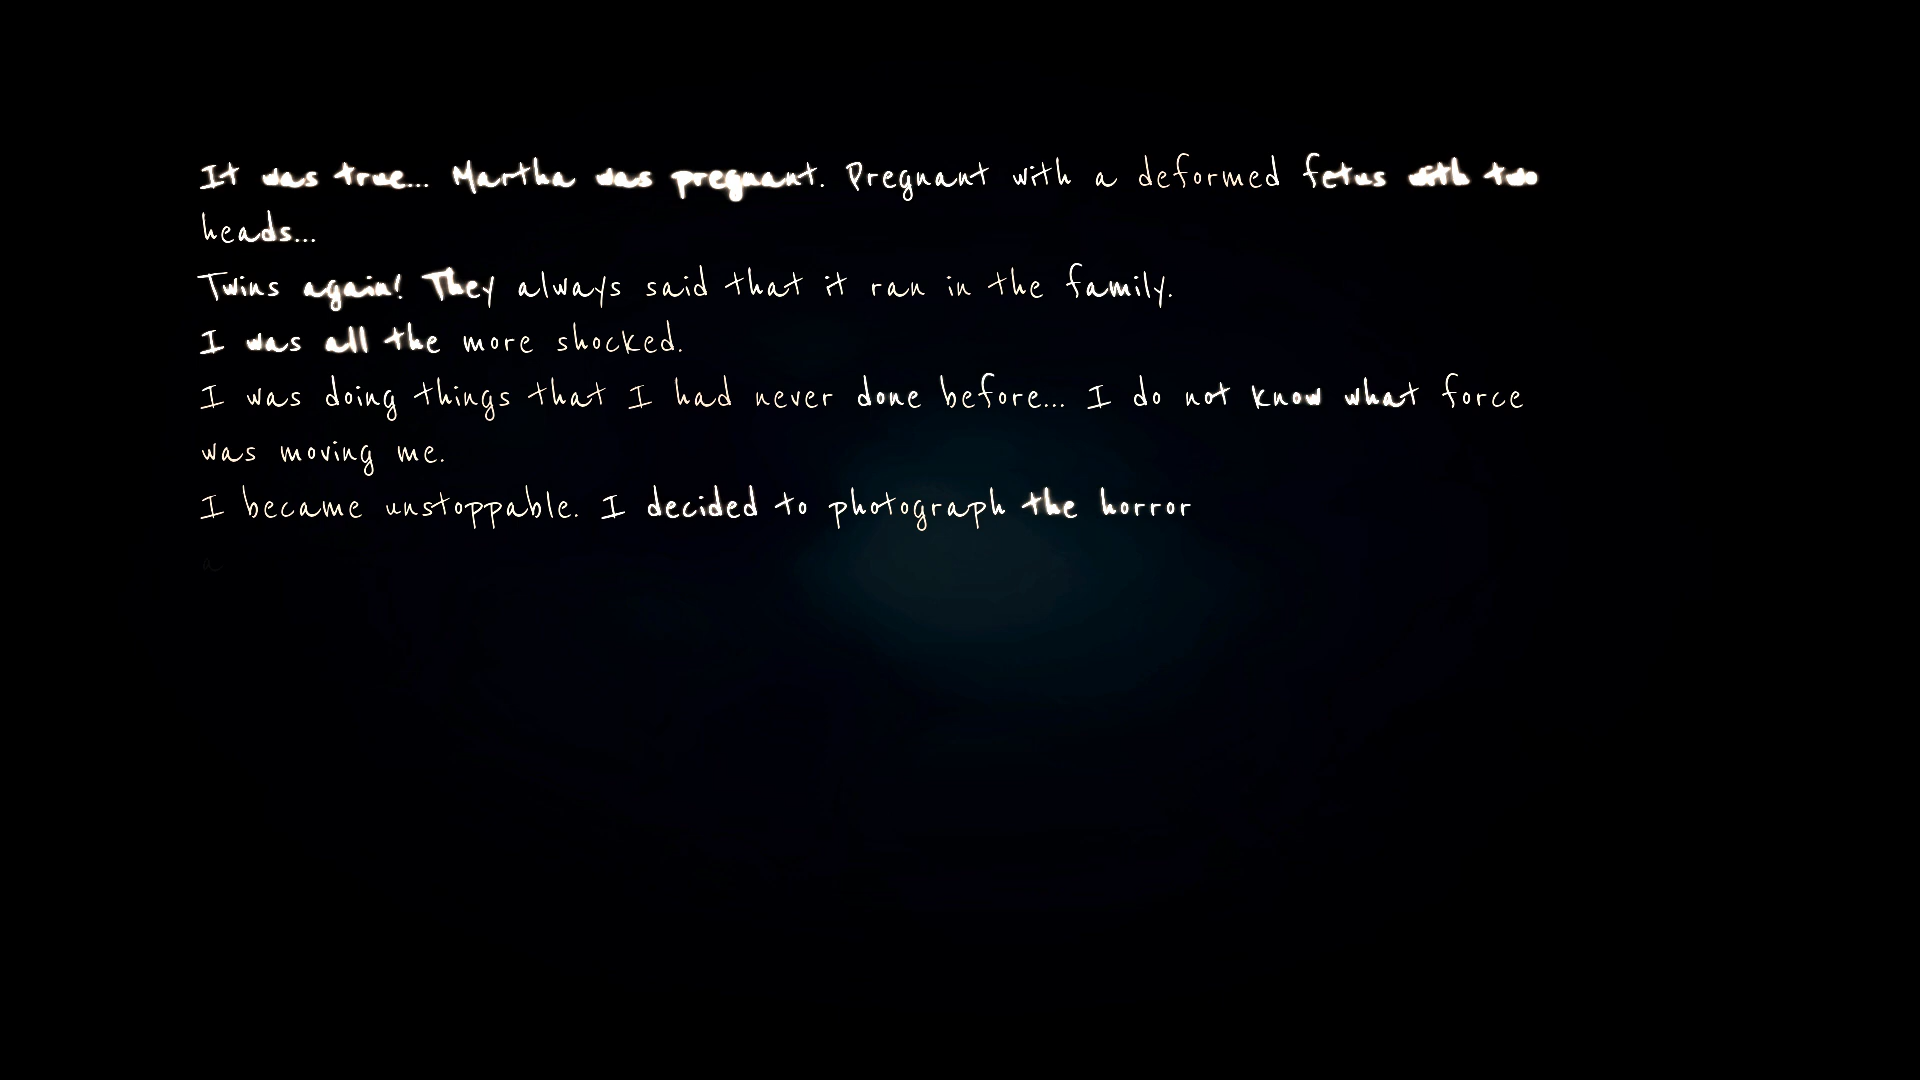 It was true... Martha was pregnant. Pregnant with a deformed fetus with two
heads...
Twins again! They always said that it ran in the family.
I was all the more shocked.
I was doing things that I had never done before... I do not know what force
was moving me.
I became unstoppable. I decided to photograph the horror
a